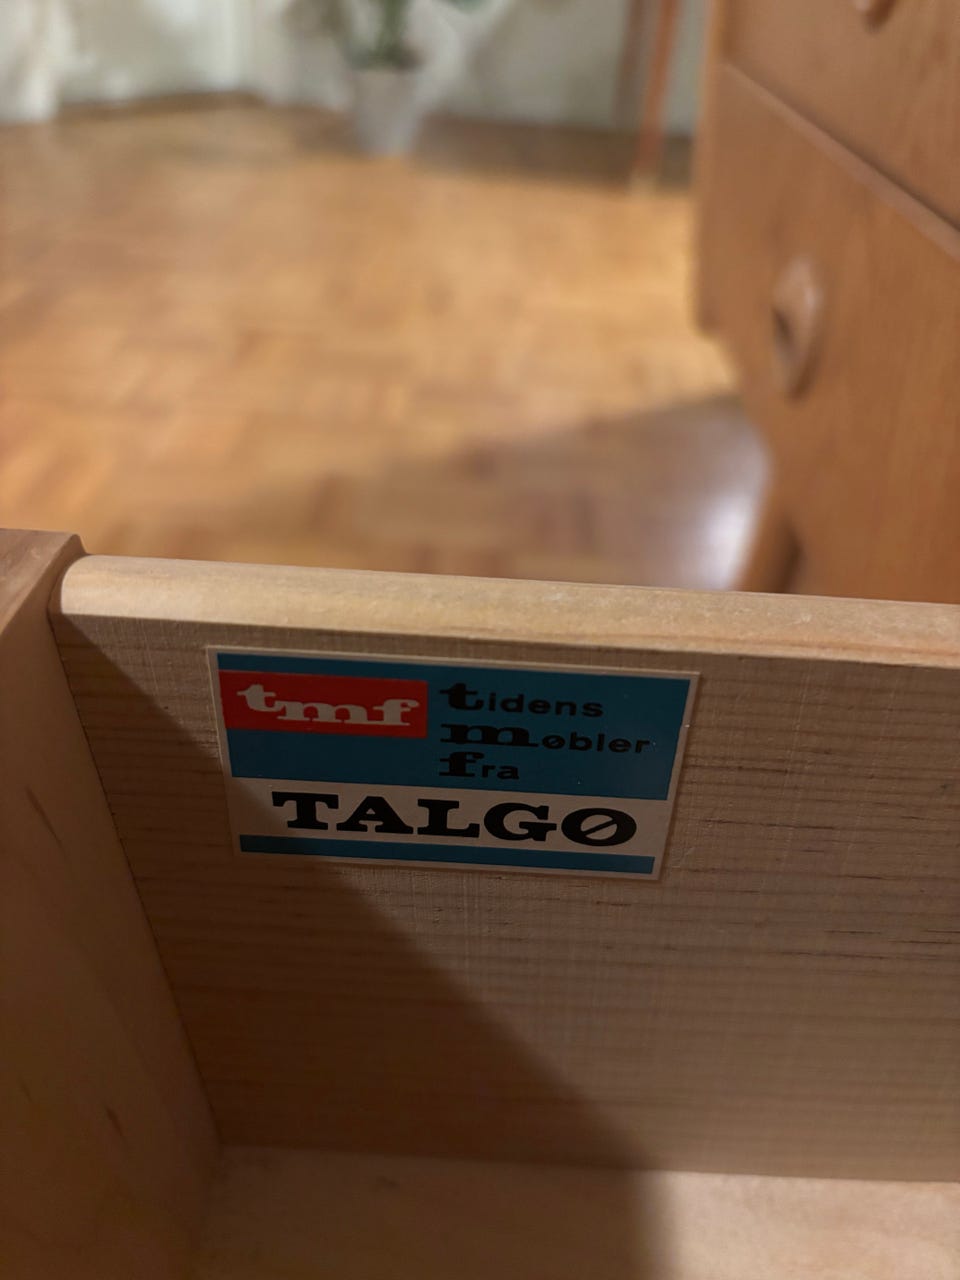 tmf
tidens
møbler
fra
TALGØ